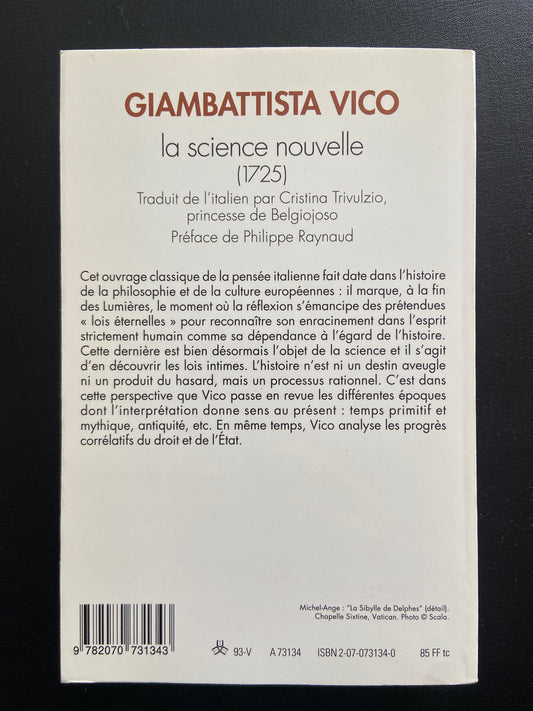 GIAMBATTISTA VICO
la science nouvelle
(1725)
Traduit de l'italien par Cristina Trivulzio,
princesse de Belgiojoso
Préface de Philippe Raynaud
Cet ouvrage classique de la pensée italienne fait date dans l'histoire
de la philosophie et de la culture européennes : il marque, à la fin
des Lumières, le moment où la réflexion s'émancipe des prétendues
« lois éternelles » pour reconnaître son enracinement dans l'esprit
strictement humain comme sa dépendance à l'égard de l'histoire.
Cette dernière est bien désormais l'objet de la science et il s'agit
d'en découvrir les lois intimes. L'histoire n'est ni un destin aveugle
ni un produit du hasard, mais un processus rationnel. C'est dans
cette perspective que Vico passe en revue les différentes époques
dont l'interprétation donne sens au présent : temps primitif et
mythique, antiquité, etc. En même temps, Vico analyse les progrès
corrélatifs du droit et de l'État.
Michel-Ange : "La Sibylle de Delphes" (détail).
Chapelle Sixtine, Vatican. Photo © Scala.
9 782070 731343
93-V A 73134 ISBN 2-07-073134-0 85 FF tc